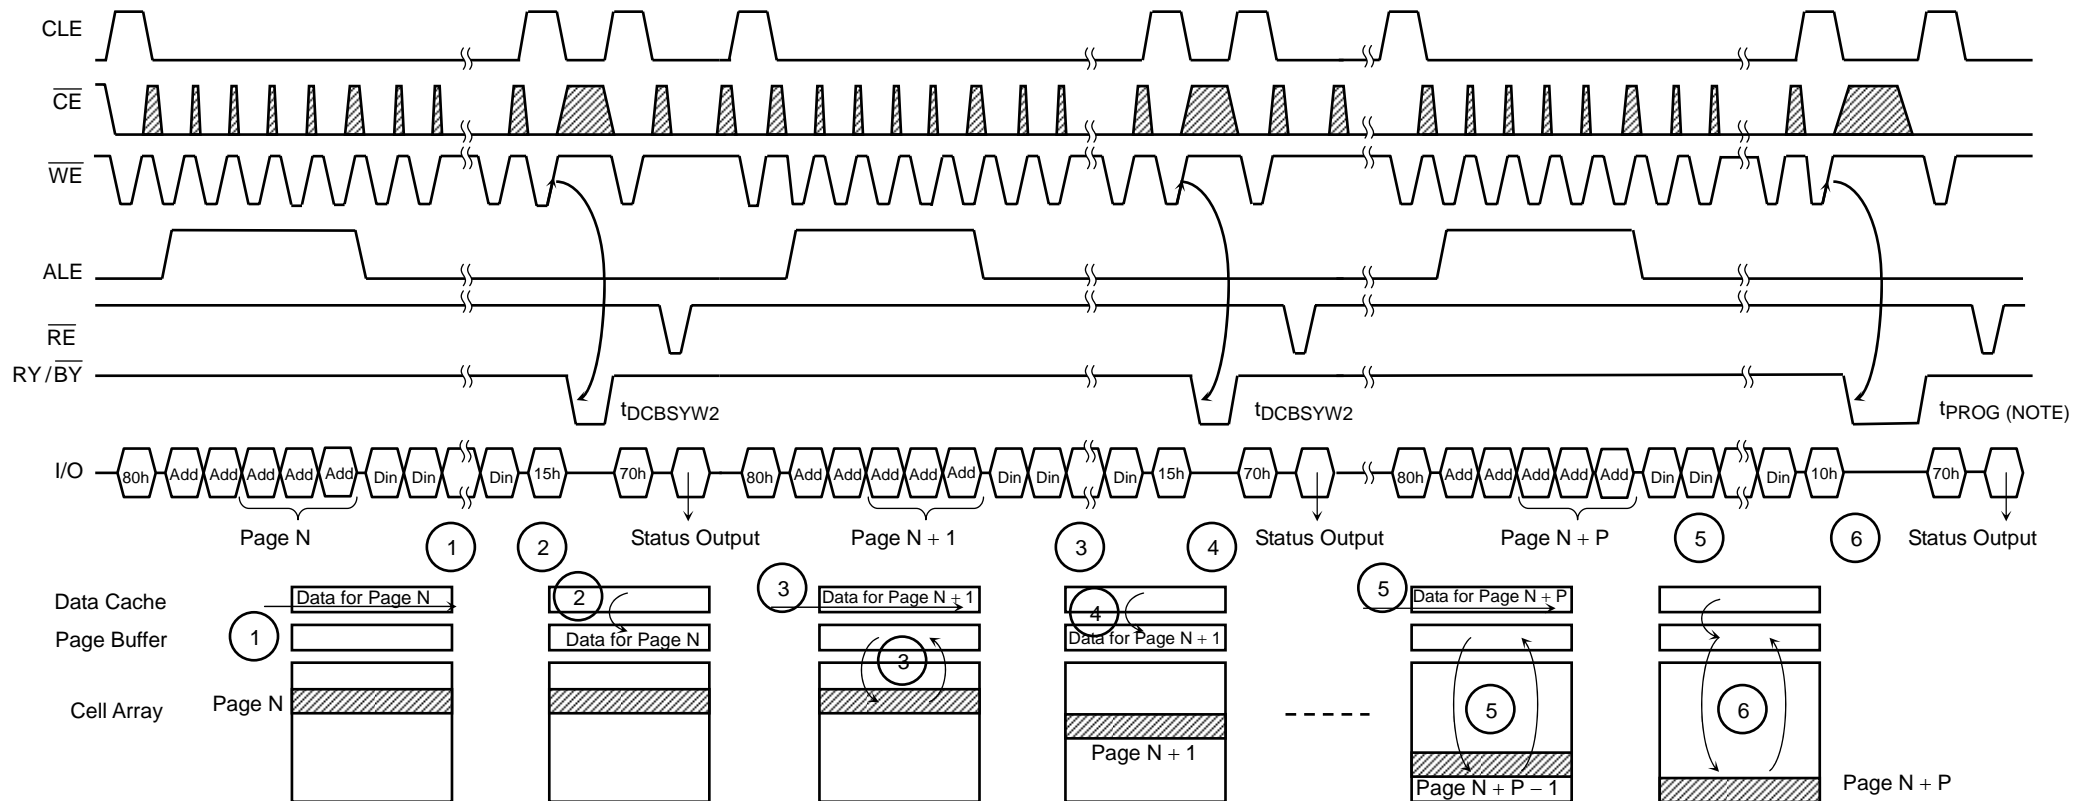 CLE
CE
WE
ALE
RE
RY/BY
tDCBSYW2 tDCBSYW2 tPROG (NOTE)
I/O 80h Add Add Add Add Add Din Din Din 15h 70h 80h Add Add Add Add Add Din Din Din 15h 70h 80h Add Add Add Add Add Din Din Din 10h 70h
Page N 1 2 Status Output Page N + 1 3 4 Status Output Page N + P 5 6 Status Output
Data Cache Data for Page N 2 3 Data for Page N + 1 4 5 Data for Page N + P
Page Buffer 1 Data for Page N 3 Data for Page N + 1
Cell Array Page N 5 6
Page N + 1
Page N + P − 1 Page N + P